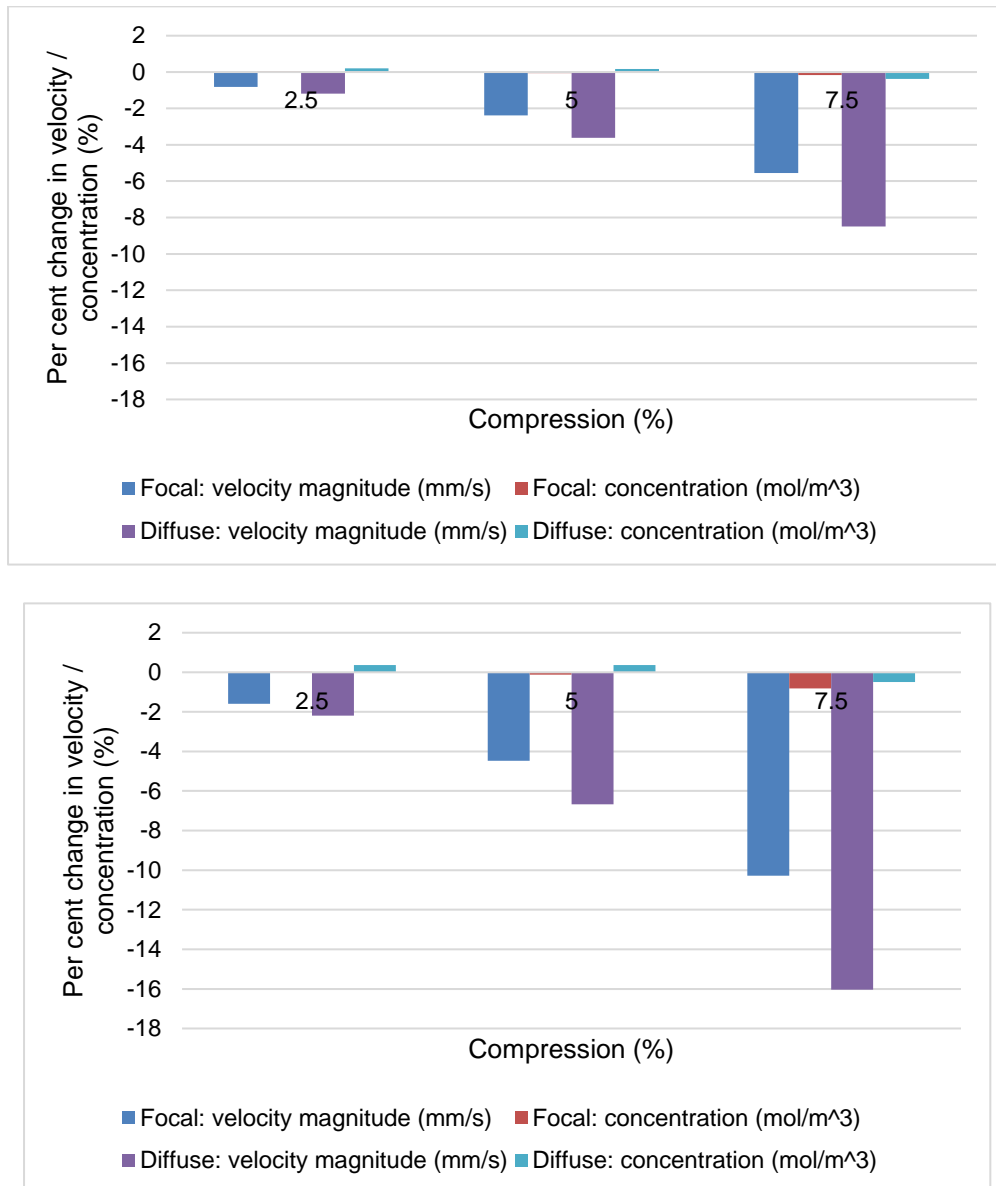 2
0
-2
-4
-6
-8
-10
-12
-14
-16
-18
Per cent change in velocity /
concentration (%)
2.5 5 7.5
Compression (%)
Focal: velocity magnitude (mm/s) Focal: concentration (mol/m^3)
Diffuse: velocity magnitude (mm/s) Diffuse: concentration (mol/m^3)
2
0
-2
-4
-6
-8
-10
-12
-14
-16
-18
Per cent change in velocity /
concentration (%)
2.5 5 7.5
Compression (%)
Focal: velocity magnitude (mm/s) Focal: concentration (mol/m^3)
Diffuse: velocity magnitude (mm/s) Diffuse: concentration (mol/m^3)